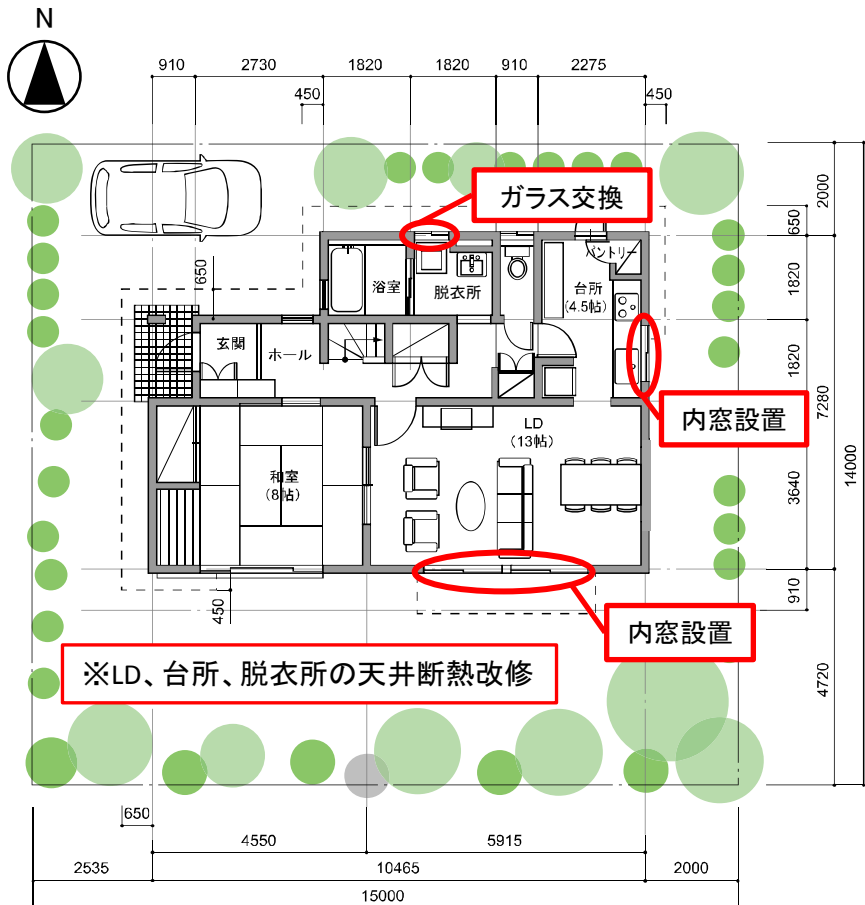 N
910
2730
1820
1820
910
2275
450
450
ガラス交換
2000
650
1820
1820
7280
3640
14000
910
4720
パントリー
浴室
脱衣所
台所
(4.5帖)
650
玄関
ホール
内窓設置
LD
(13帖)
和室
(8帖)
450
内窓設置
※LD、台所、脱衣所の天井断熱改修
650
4550
5915
2535
10465
2000
15000